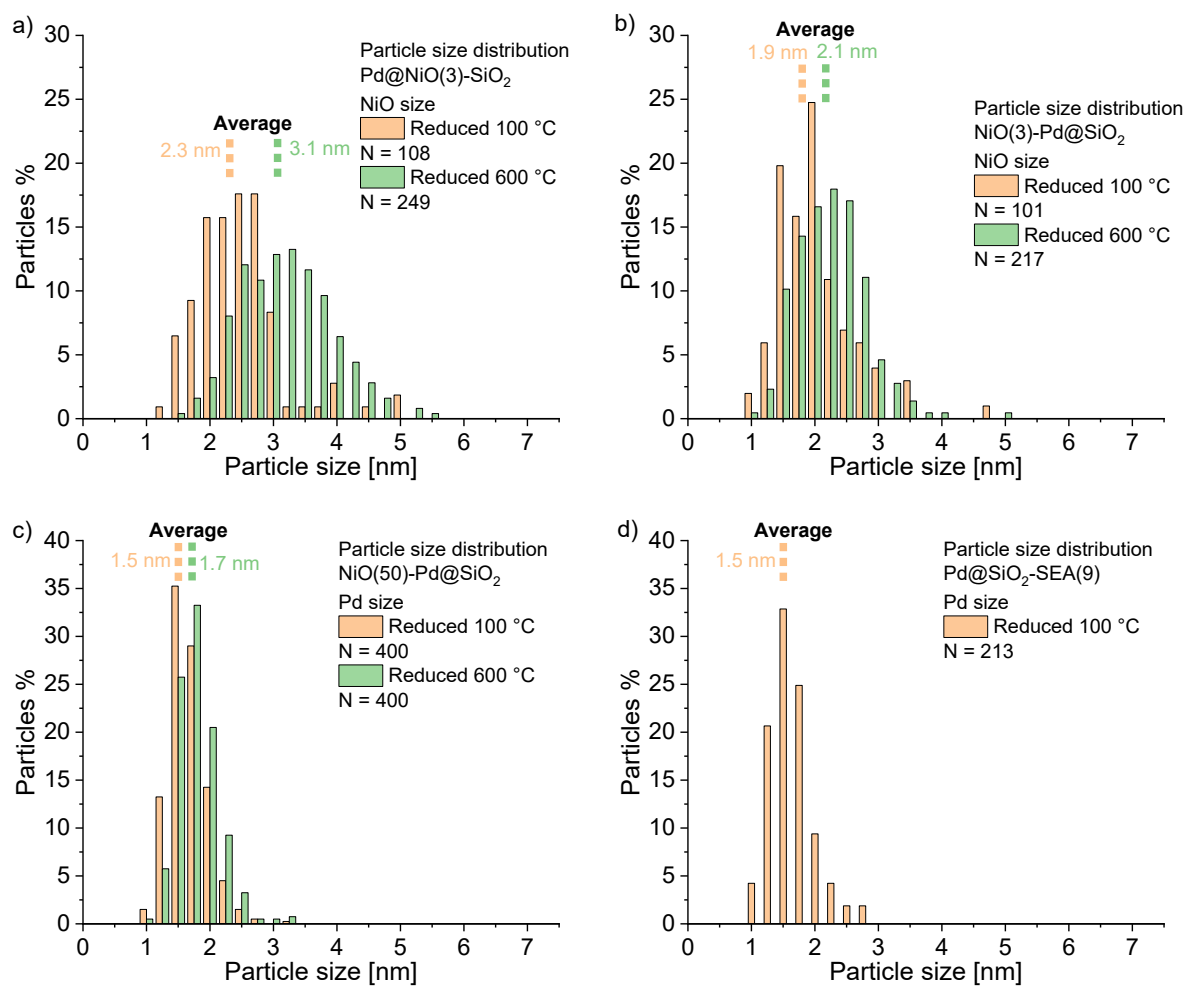 a)
Particles %
30
25
20
15
10
5
0
Average
2.3 nm
3.1 nm
Particle size distribution
Pd@NiO(3)-SiO₂
NiO size
Reduced 100 °C
N = 108
Reduced 600 °C
N = 249
0 1 2 3 4 5 6 7
Particle size [nm]
b)
Particles %
30
25
20
15
10
5
0
Average
1.9 nm
2.1 nm
Particle size distribution
NiO(3)-Pd@SiO₂
NiO size
Reduced 100 °C
N = 101
Reduced 600 °C
N = 217
0 1 2 3 4 5 6 7
Particle size [nm]
c)
Particles %
40
35
30
25
20
15
10
5
0
Average
1.5 nm
1.7 nm
Particle size distribution
NiO(50)-Pd@SiO₂
Pd size
Reduced 100 °C
N = 400
Reduced 600 °C
N = 400
0 1 2 3 4 5 6 7
Particle size [nm]
d)
Particles %
40
35
30
25
20
15
10
5
0
Average
1.5 nm
Particle size distribution
Pd@SiO₂-SEA(9)
Pd size
Reduced 100 °C
N = 213
0 1 2 3 4 5 6 7
Particle size [nm]